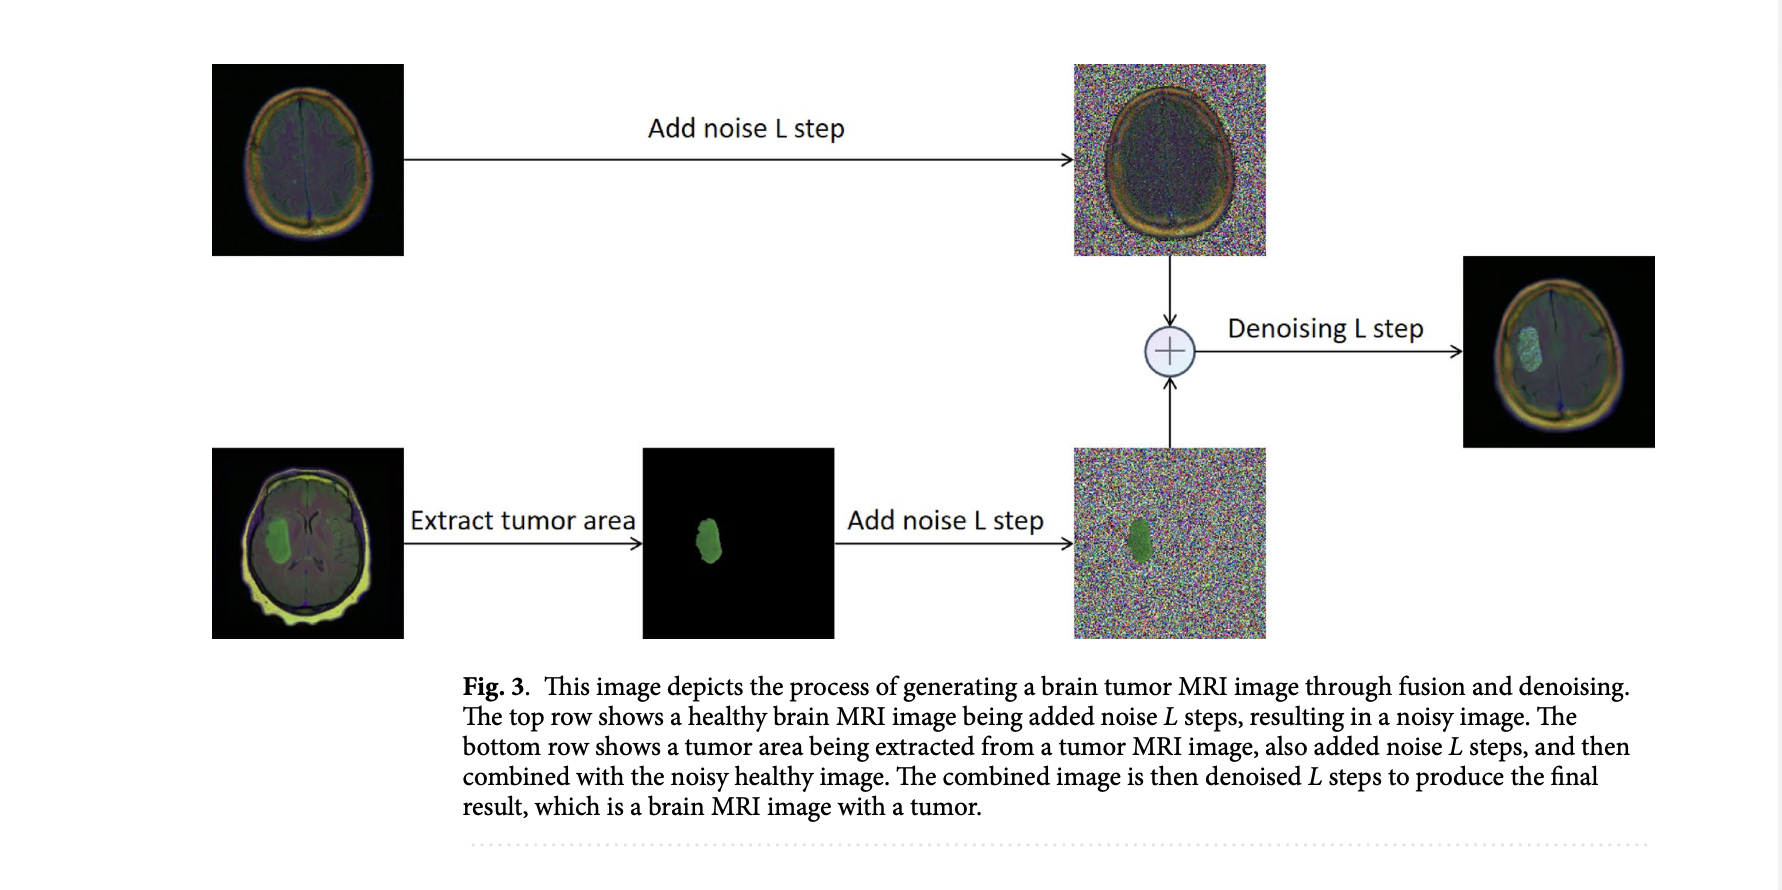 Add noise L step
Denoising L step
Extract tumor area
Add noise L step
Fig. 3. This image depicts the process of generating a brain tumor MRI image through fusion and denoising.
The top row shows a healthy brain MRI image being added noise L steps, resulting in a noisy image. The
bottom row shows a tumor area being extracted from a tumor MRI image, also added noise L steps, and then
combined with the noisy healthy image. The combined image is then denoised L steps to produce the final
result, which is a brain MRI image with a tumor.